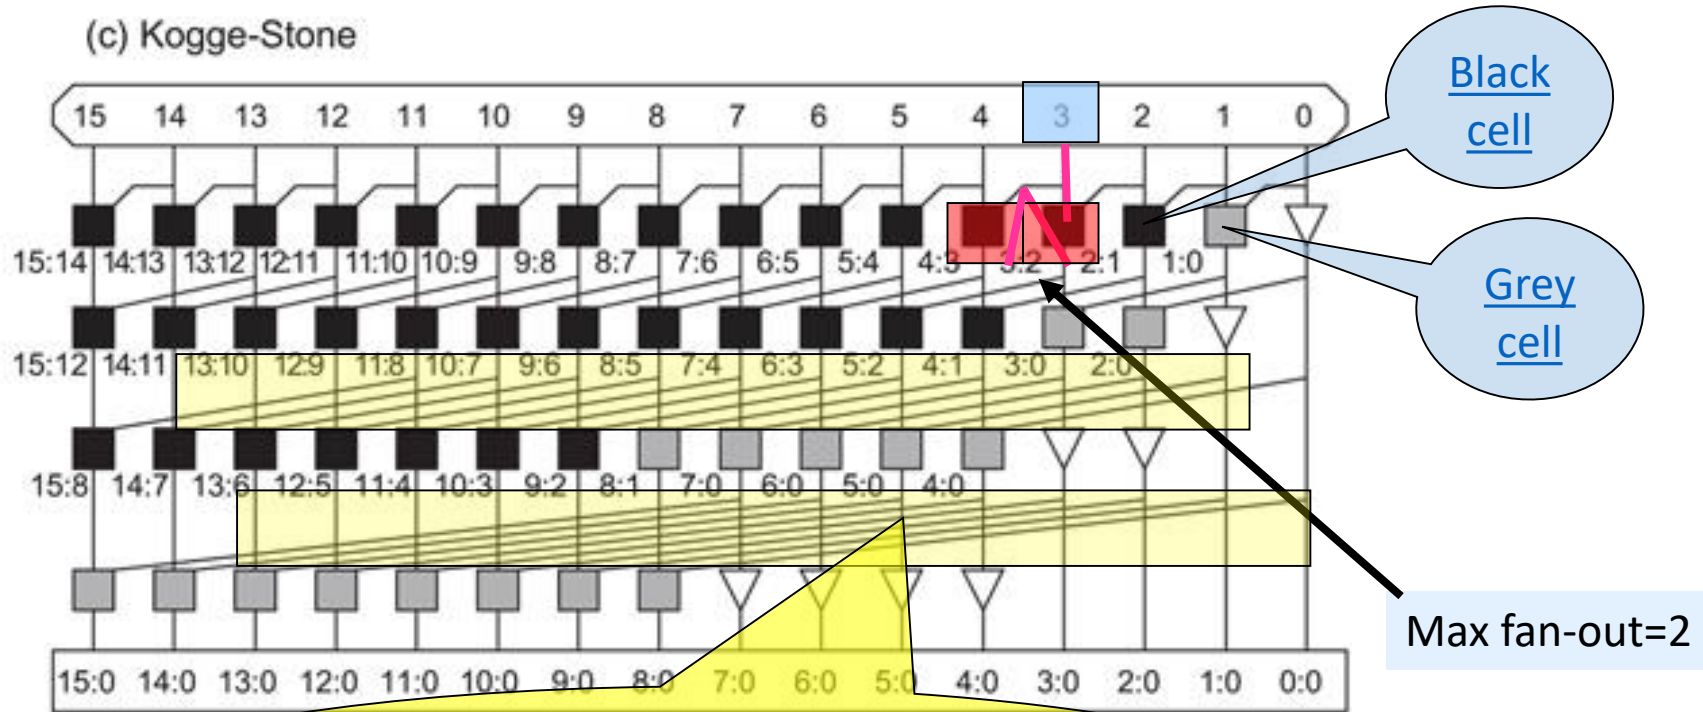 (c) Kogge-Stone
Black
cell
15 14 13 12 11 10 9 8 7 6 5 4 3 2 1 0
15:14 14:13 13:12 12:11 11:10 10:9 9:8 8:7 7:6 6:5 5:4 4:3 3:2 2:1 1:0
Grey
cell
15:12 14:11 13:10 12:9 11:8 10:7 9:6 8:5 7:4 6:3 5:2 4:1 3:0 2:0
15:8 14:7 13:6 12:5 11:4 10:3 9:2 8:1 7:0 6:0 5:0 4:0
Max fan-out=2
15:0 14:0 13:0 12:0 11:0 10:0 9:0 8:0 7:0 6:0 5:0 4:0 3:0 2:0 1:0 0:0